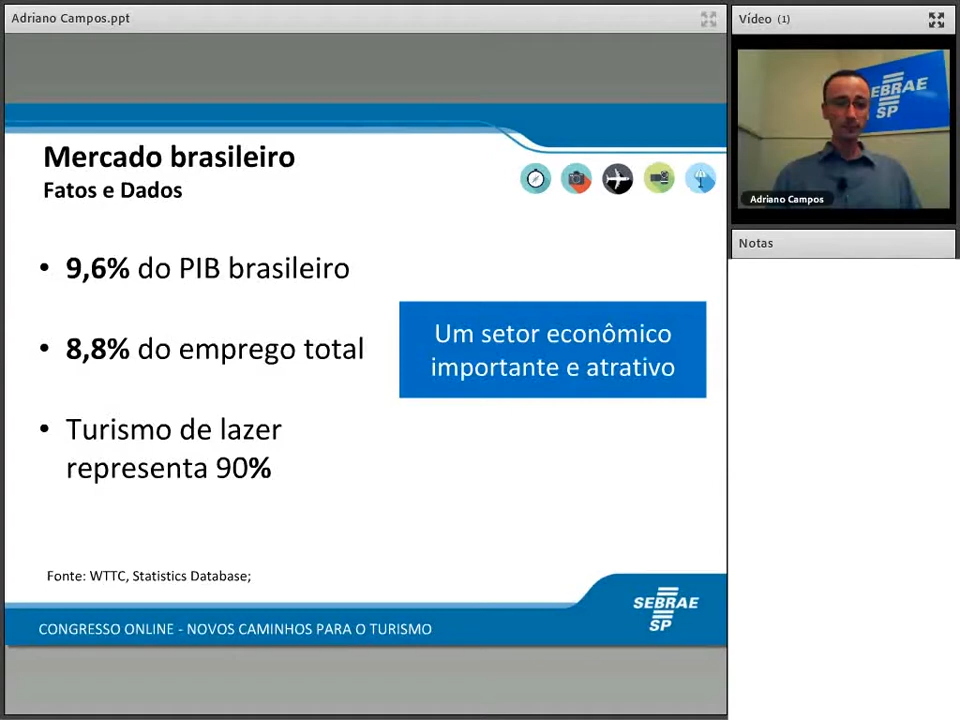 Adriano Campos.ppt
Mercado brasileiro
Fatos e Dados
• 9,6% do PIB brasileiro
• 8,8% do emprego total
• Turismo de lazer
representa 90%
Um setor econômico
importante e atrativo
Fonte: WTTC, Statistics Database;
CONGRESSO ONLINE - NOVOS CAMINHOS PARA O TURISMO
SEBRAE
SP
Vídeo (1)
SEBRAE
SP
Adriano Campos
Notas